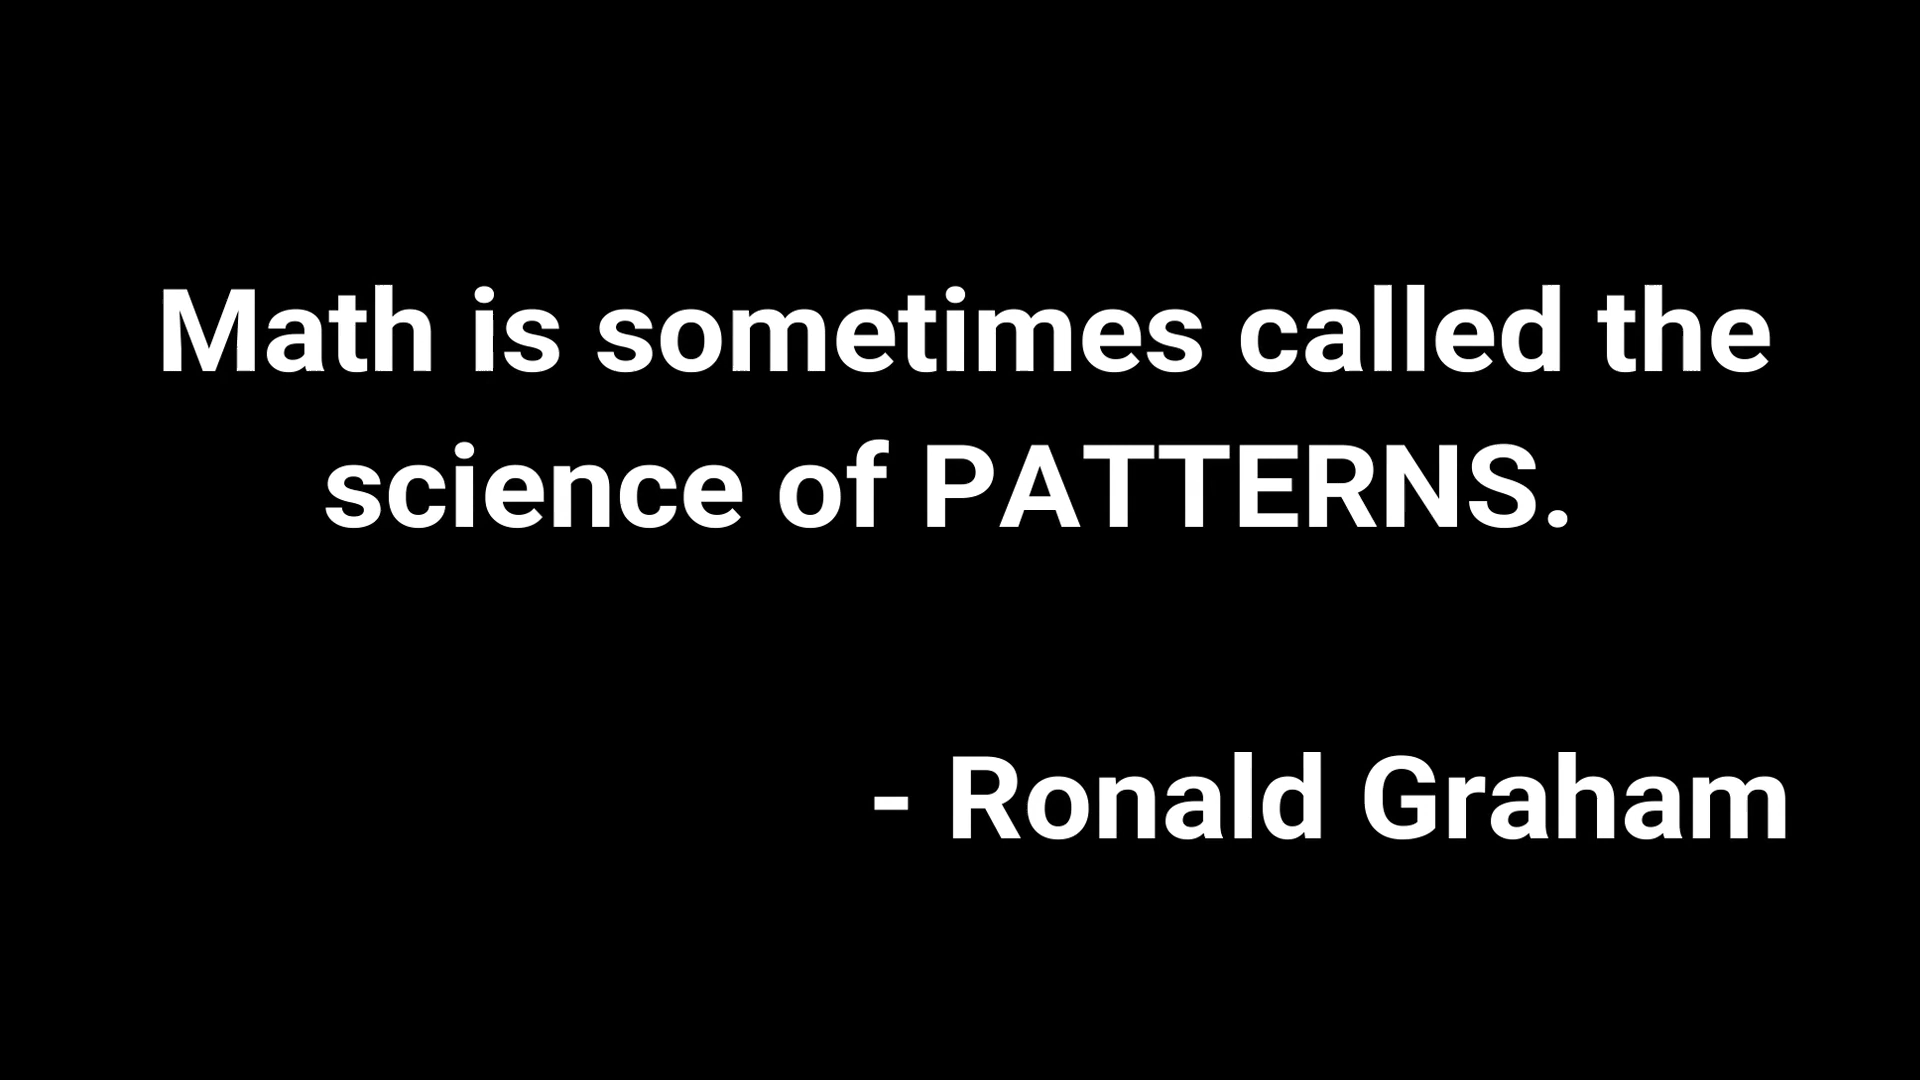 Math is sometimes called the
science of PATTERNS.
- Ronald Graham